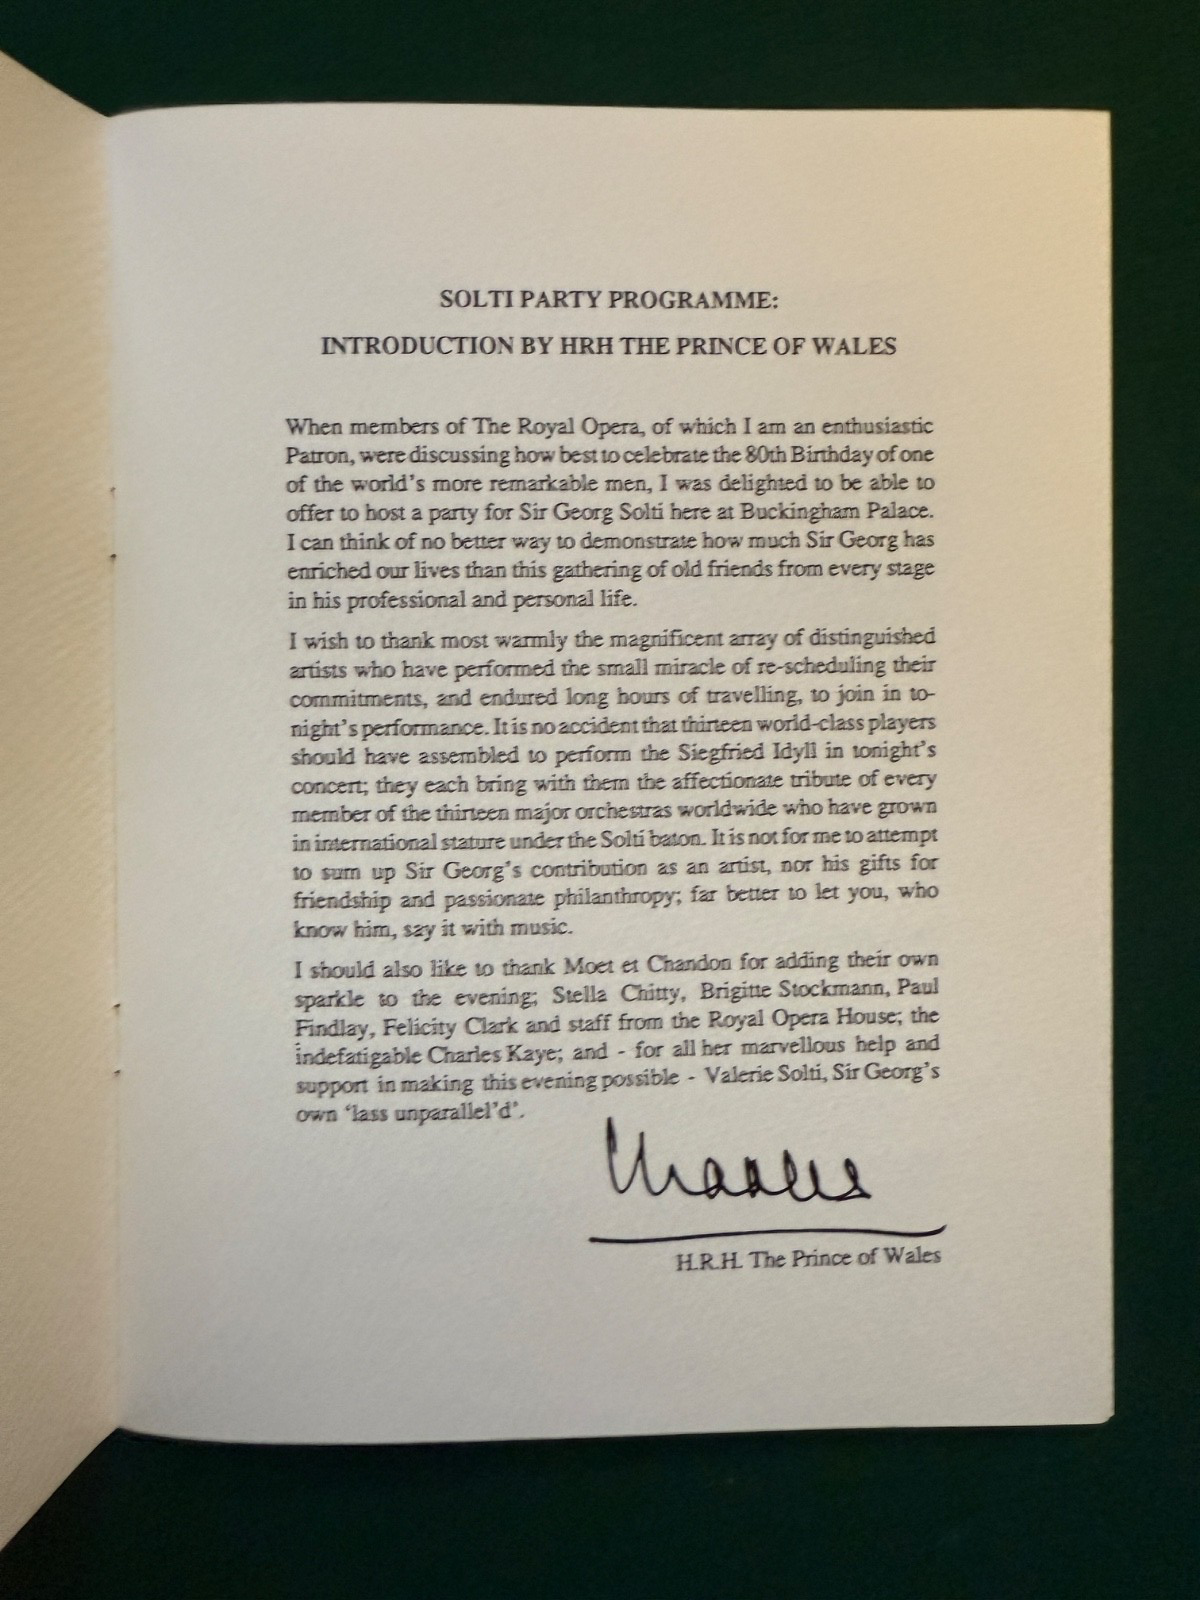 SOLTI PARTY PROGRAMME:
INTRODUCTION BY HRH THE PRINCE OF WALES
When members of The Royal Opera, of which I am an enthusiastic
Patron, were discussing how best to celebrate the 80th Birthday of one
of the world's more remarkable men, I was delighted to be able to
offer to host a party for Sir Georg Solti here at Buckingham Palace.
I can think of no better way to demonstrate how much Sir Georg has
enriched our lives than this gathering of old friends from every stage
in his professional and personal life.
I wish to thank most warmly the magnificent array of distinguished
artists who have performed the small miracle of re-scheduling their
commitments, and endured long hours of travelling, to join in to-
night's performance. It is no accident that thirteen world-class players
should have assembled to perform the Siegfried Idyll in tonight's
concert; they each bring with them the affectionate tribute of every
member of the thirteen major orchestras worldwide who have grown
in international stature under the Solti baton. It is not for me to attempt
to sum up Sir Georg's contribution as an artist, nor his gifts for
friendship and passionate philanthropy; far better to let you, who
know him, say it with music.
I should also like to thank Moet et Chandon for adding their own
sparkle to the evening; Stella Chitty, Brigitte Stockmann, Paul
Findlay, Felicity Clark and staff from the Royal Opera House; the
indefatigable Charles Kaye; and - for all her marvellous help and
support in making this evening possible - Valerie Solti, Sir Georg's
own 'lass unparallel'd'.
Charles
H.R.H. The Prince of Wales